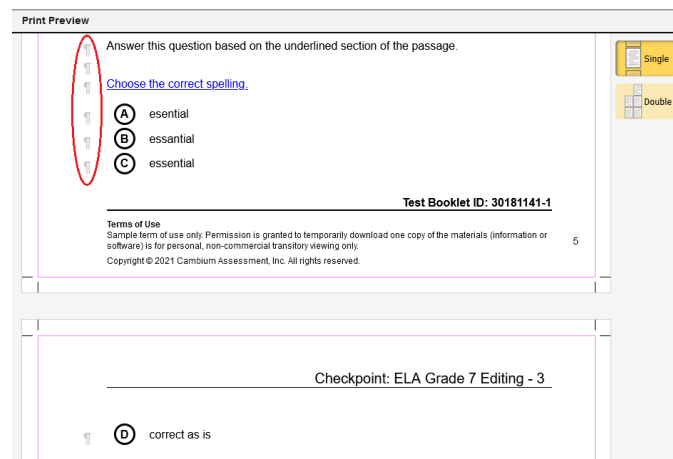 Print Preview
¶ Answer this question based on the underlined section of the passage.
¶
¶ Choose the correct spelling.
¶ A esential
¶ B essantial
¶ C essential
Test Booklet ID: 30181141-1
Terms of Use
Sample term of use only. Permission is granted to temporarily download one copy of the materials (information or
software) is for personal, non-commercial transitory viewing only.
5
Copyright © 2021 Cambium Assessment, Inc. All rights reserved.
Checkpoint: ELA Grade 7 Editing - 3
¶ D correct as is
Single
Double